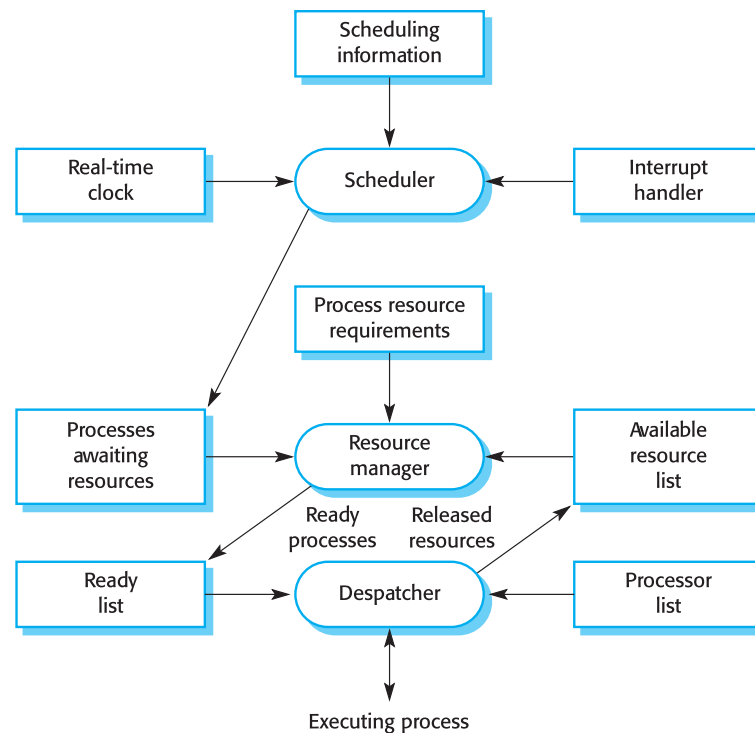 Scheduling
information
Real-time
clock
Scheduler
Interrupt
handler
Process resource
requirements
Processes
awaiting
resources
Resource
manager
Available
resource
list
Ready
processes
Released
resources
Ready
list
Despatcher
Processor
list
Executing process